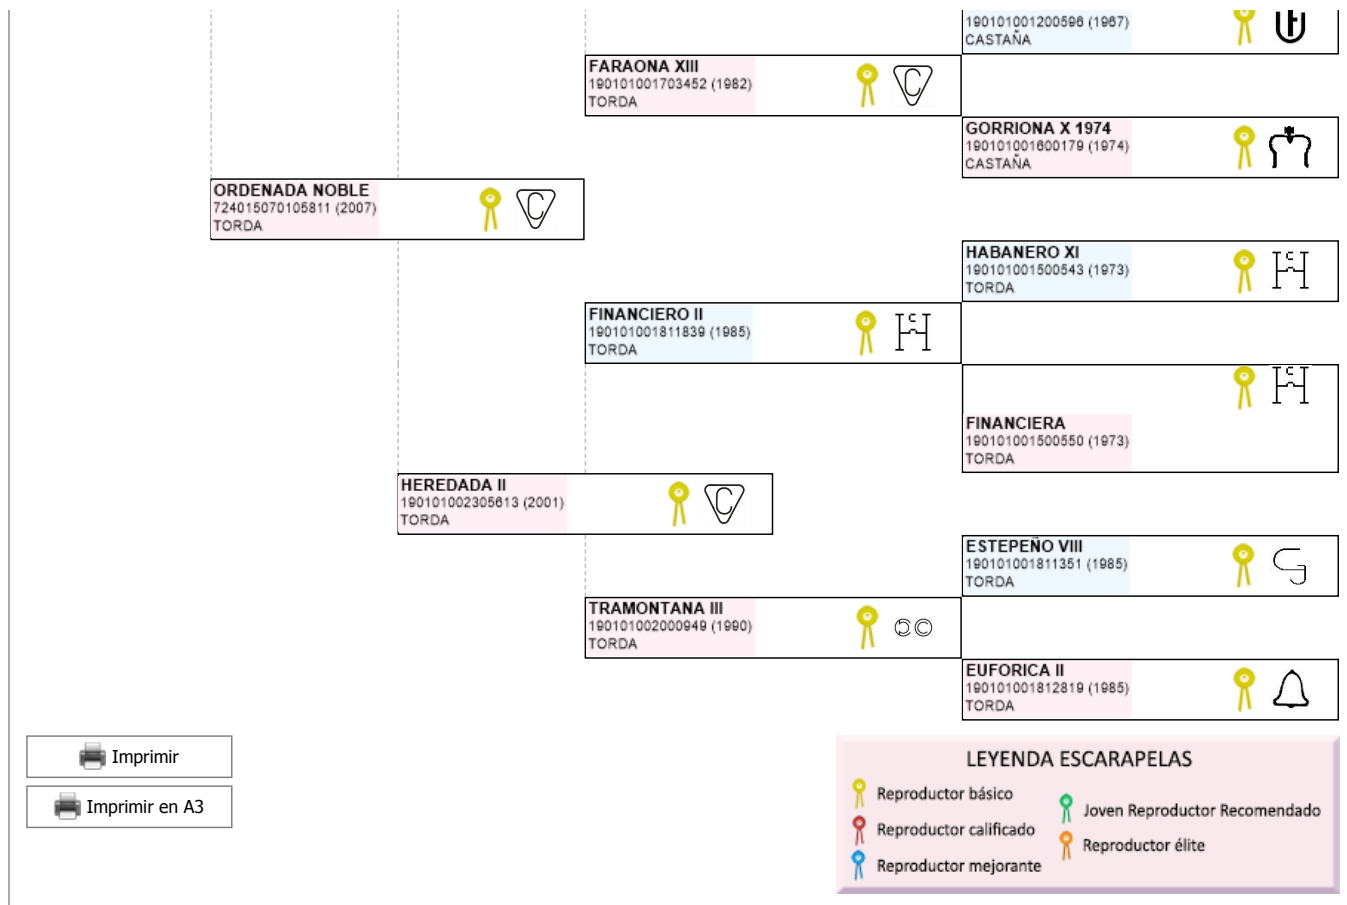 190101001200596 (1967)
CASTAÑA
FARAONA XIII
190101001703452 (1982)
TORDA
GORRIONA X 1974
190101001600179 (1974)
CASTAÑA
ORDENADA NOBLE
724015070105811 (2007)
TORDA
HABANERO XI
190101001500543 (1973)
TORDA
FINANCIERO II
190101001811839 (1985)
TORDA
FINANCIERA
190101001500550 (1973)
TORDA
HEREDADA II
190101002305613 (2001)
TORDA
ESTEPEÑO VIII
190101001811351 (1985)
TORDA
TRAMONTANA III
190101002000949 (1990)
TORDA
EUFORICA II
190101001812819 (1985)
TORDA
Imprimir
Imprimir en A3
LEYENDA ESCARAPELAS
Reproductor básico
Reproductor calificado
Reproductor mejorante
Joven Reproductor Recomendado
Reproductor élite